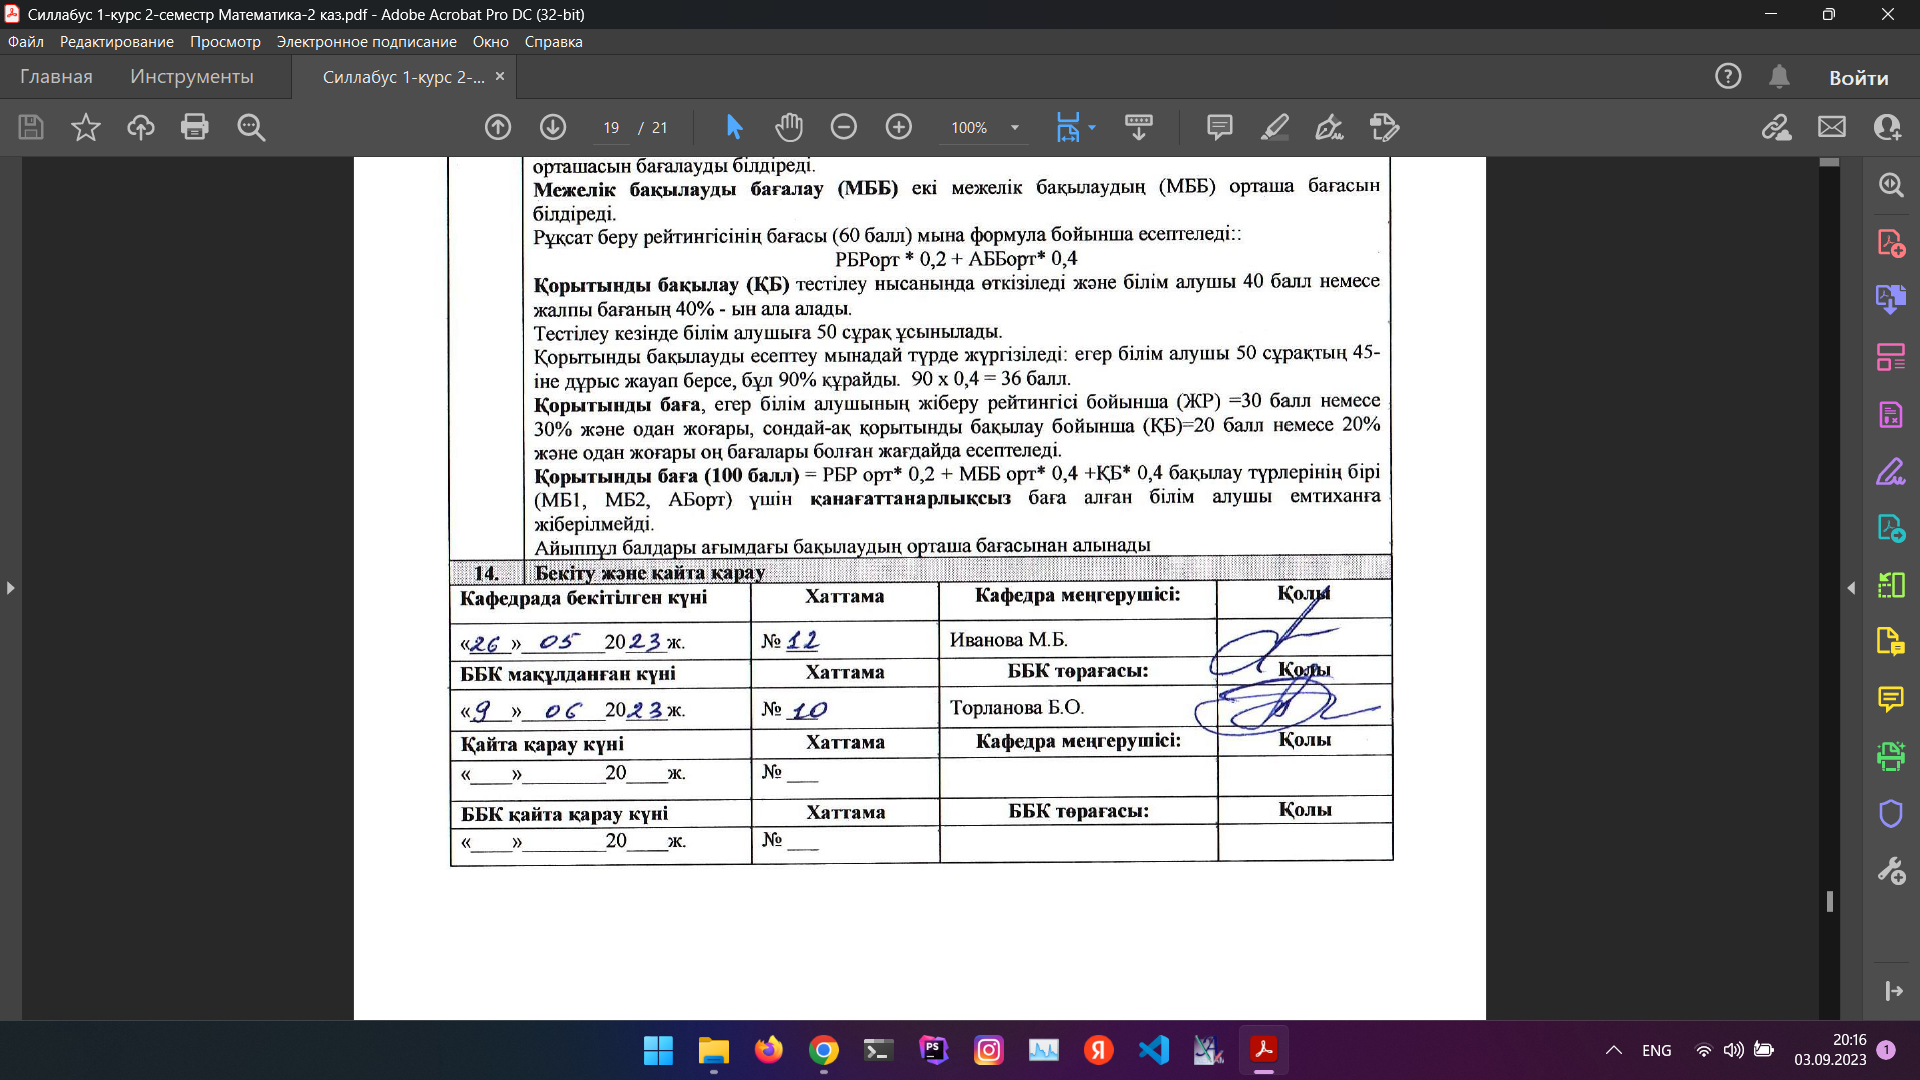 Силлабус 1-курс 2-семестр Математика-2 каз.pdf - Adobe Acrobat Pro DC (32-bit)
Файл Редактирование Просмотр Электронное подписание Окно Справка
Главная Инструменты Силлабус 1-курс 2-... × Войти
19 / 21 100%
орташасын бағалауды білдіреді.
Межелік бақылауды бағалау (МББ) екі межелік бақылаудың (МББ) орташа бағасын
білдіреді.
Рұқсат беру рейтингісінің бағасы (60 балл) мына формула бойынша есептеледі::
РБРорт * 0,2 + АББорт* 0,4
Қорытынды бақылау (ҚБ) тестілеу нысанында өткізіледі және білім алушы 40 балл немесе
жалпы бағаның 40% - ын ала алады.
Тестілеу кезінде білім алушыға 50 сұрақ ұсынылады.
Қорытынды бақылауды есептеу мынадай түрде жүргізіледі: егер білім алушы 50 сұрақтың 45-
іне дұрыс жауап берсе, бұл 90% құрайды. 90 х 0,4 = 36 балл.
Қорытынды баға, егер білім алушының жіберу рейтингісі бойынша (ЖР) =30 балл немесе
30% және одан жоғары, сондай-ақ қорытынды бақылау бойынша (ҚБ)=20 балл немесе 20%
және одан жоғары оң бағалары болған жағдайда есептеледі.
Қорытынды баға (100 балл) = РБР орт* 0,2 + МББ орт* 0,4 +ҚБ* 0,4 бақылау түрлерінің бірі
(МБ1, МБ2, АБорт) үшін қанағаттанарлықсыз баға алған білім алушы емтиханға
жіберілмейді.
Айыппұл балдары ағымдағы бақылаудың орташа бағасынан алынады
14. Бекіту және қайта қарау
Кафедрада бекітілген күні Хаттама Кафедра меңгерушісі: Қолы
«26» 05 2023 ж. № 12 Иванова М.Б.
ББК мақұлданған күні Хаттама ББК төрағасы: Қолы
«9» 06 2023 ж. № 10 Торланова Б.О.
Қайта қарау күні Хаттама Кафедра меңгерушісі: Қолы
«____»________20____ж. № ___
ББК қайта қарау күні Хаттама ББК төрағасы: Қолы
«____»________20____ж. № ___
ENG 20:16
03.09.2023 1